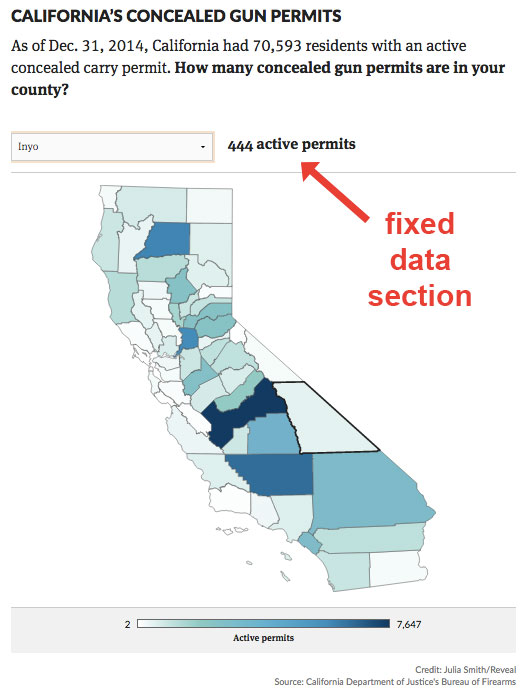 CALIFORNIA'S CONCEALED GUN PERMITS
As of Dec. 31, 2014, California had 70,593 residents with an active
concealed carry permit. How many concealed gun permits are in your
county?
Inyo
444 active permits
fixed
data
section
2
7,647
Active permits
Credit: Julia Smith/Reveal
Source: California Department of Justice's Bureau of Firearms